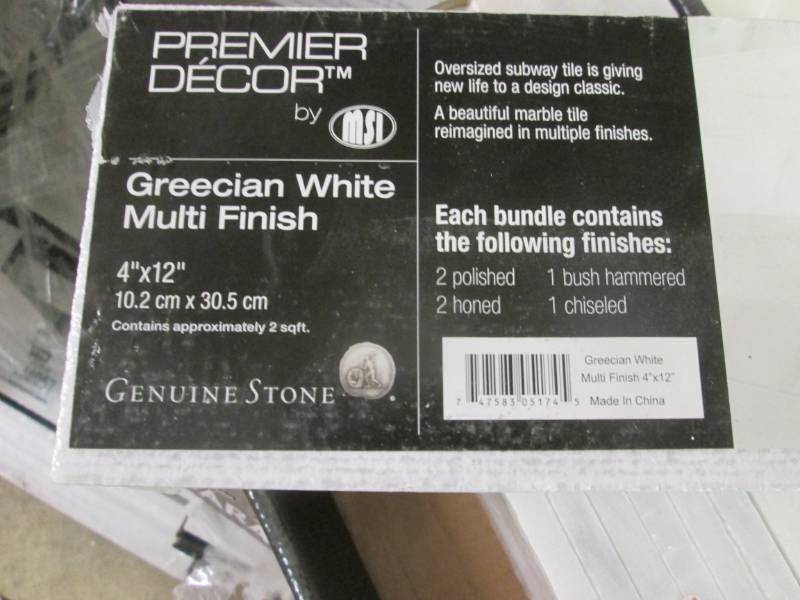 PREMIER
DÉCOR™
by MSI
Greecian White
Multi Finish
4"x12"
10.2 cm x 30.5 cm
Contains approximately 2 sqft.
GENUINE STONE®
Oversized subway tile is giving
new life to a design classic.
A beautiful marble tile
reimagined in multiple finishes.
Each bundle contains
the following finishes:
2 polished 1 bush hammered
2 honed 1 chiseled
7 47583 05174 5
Greecian White
Multi Finish 4"x12"
Made In China